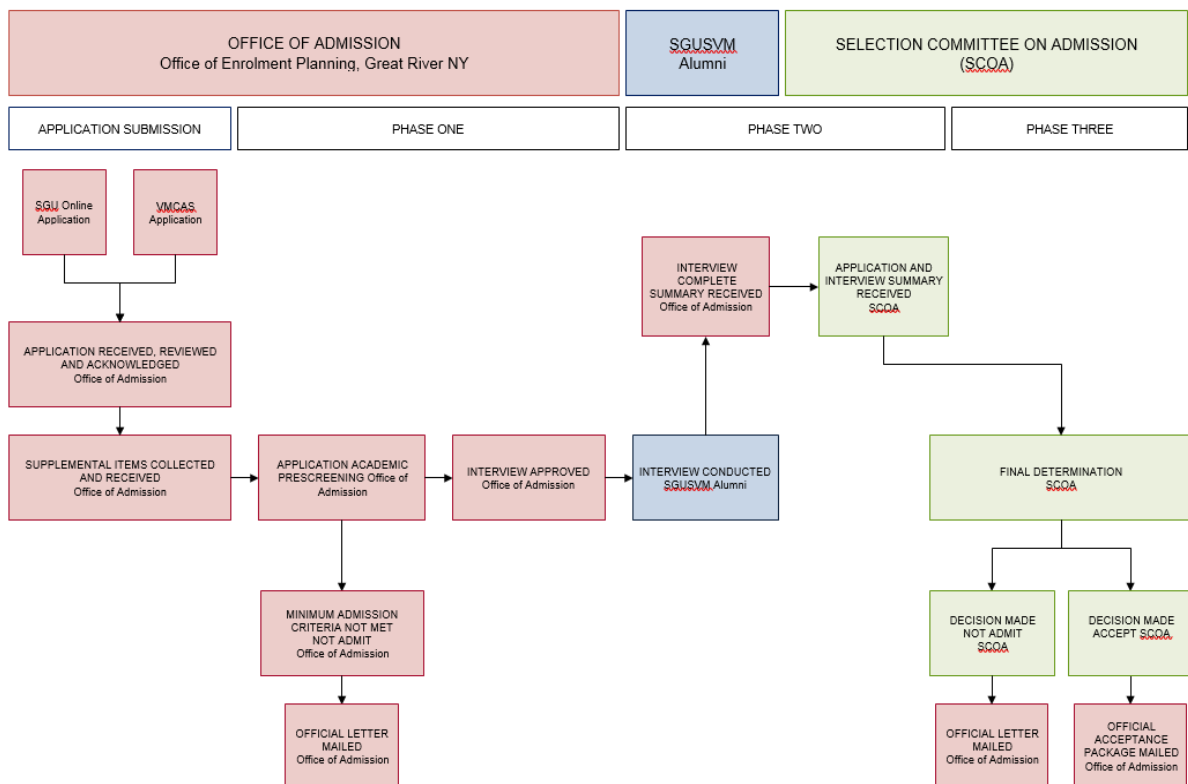 OFFICE OF ADMISSION
Office of Enrolment Planning, Great River NY
SGUSVM
Alumni
SELECTION COMMITTEE ON ADMISSION
(SCOA)
APPLICATION SUBMISSION
PHASE ONE
PHASE TWO
PHASE THREE
SGU Online
Application
VMCAS
Application
INTERVIEW
COMPLETE
SUMMARY RECEIVED
Office of Admission
APPLICATION AND
INTERVIEW SUMMARY
RECEIVED
SCOA
APPLICATION RECEIVED, REVIEWED
AND ACKNOWLEDGED
Office of Admission
SUPPLEMENTAL ITEMS COLLECTED
AND RECEIVED
Office of Admission
APPLICATION ACADEMIC
PRESCREENING Office of
Admission
INTERVIEW APPROVED
Office of Admission
INTERVIEW CONDUCTED
SGUSVM Alumni
FINAL DETERMINATION
SCOA
MINIMUM ADMISSION
CRITERIA NOT MET
NOT ADMIT
Office of Admission
DECISION MADE
NOT ADMIT
SCOA
DECISION MADE
ACCEPT SCOA
OFFICIAL LETTER
MAILED
Office of Admission
OFFICIAL LETTER
MAILED
Office of Admission
OFFICIAL
ACCEPTANCE
PACKAGE MAILED
Office of Admission